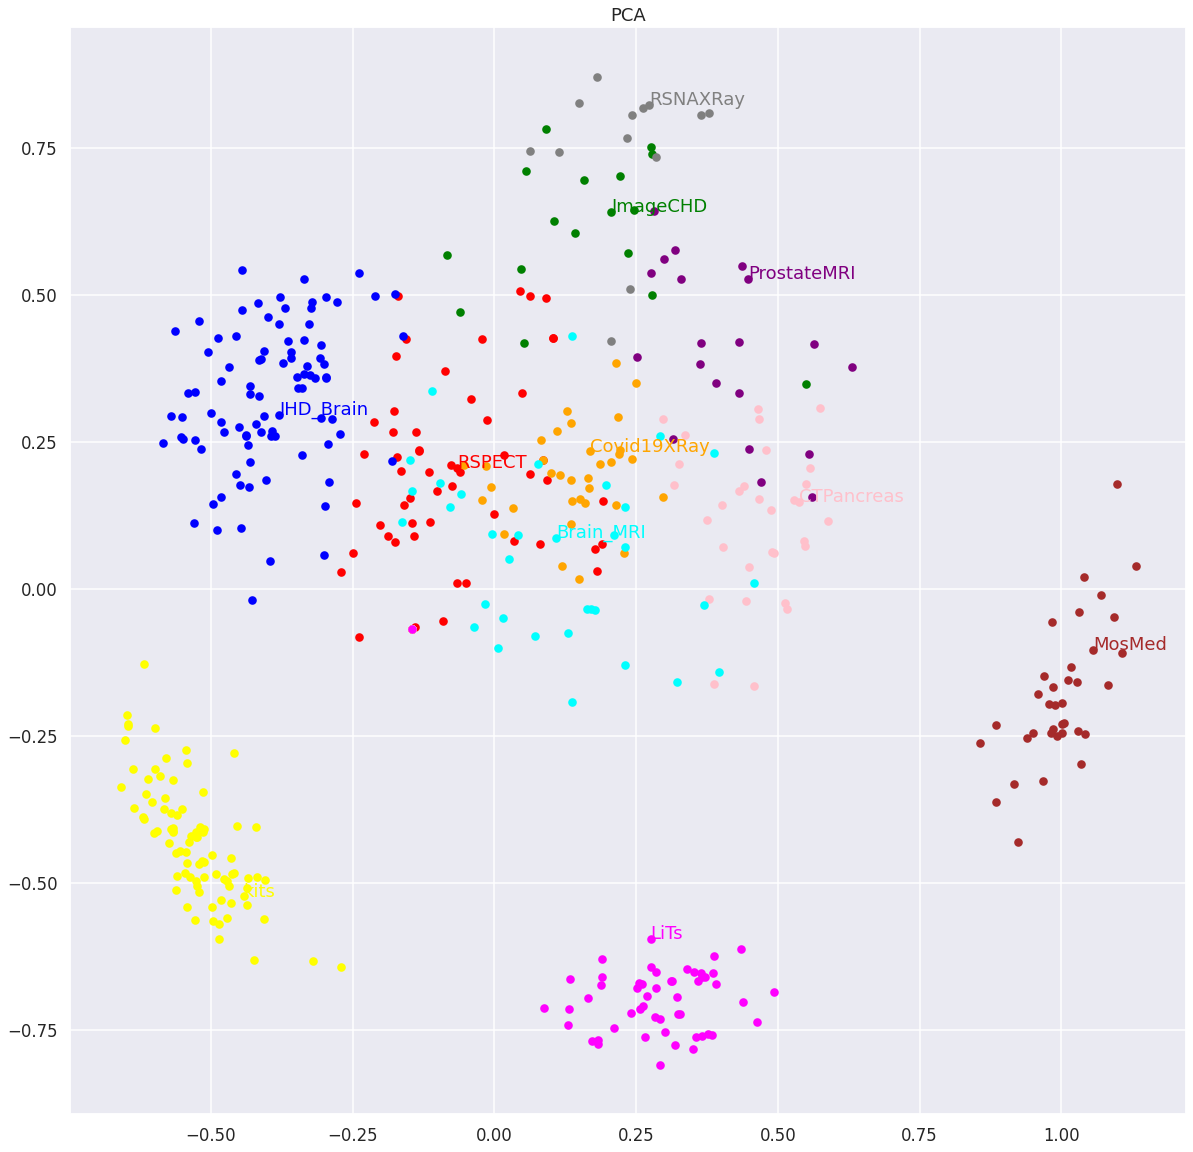 PCA
RSNAXRay
0.75
ImageCHD
ProstateMRI
0.50
JHD_Brain
0.25
Covid19XRay
RSPECT
CTPancreas
Brain_MRI
0.00
MosMed
−0.25
−0.50
kits
LiTs
−0.75
−0.50 −0.25 0.00 0.25 0.50 0.75 1.00